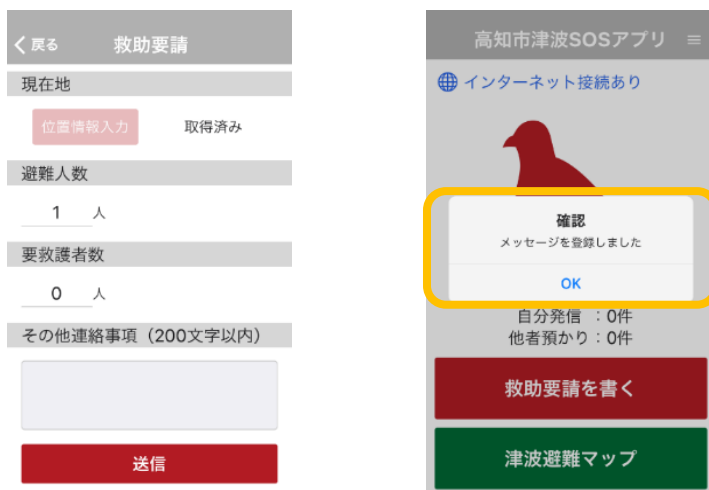 戻る 救助要請
現在地
位置情報入力 取得済み
避難人数
1 人
要救護者数
0 人
その他連絡事項（200文字以内）
送信
高知市津波SOSアプリ
インターネット接続あり
確認
メッセージを登録しました
OK
自分発信 ：0件
他者預かり：0件
救助要請を書く
津波避難マップ